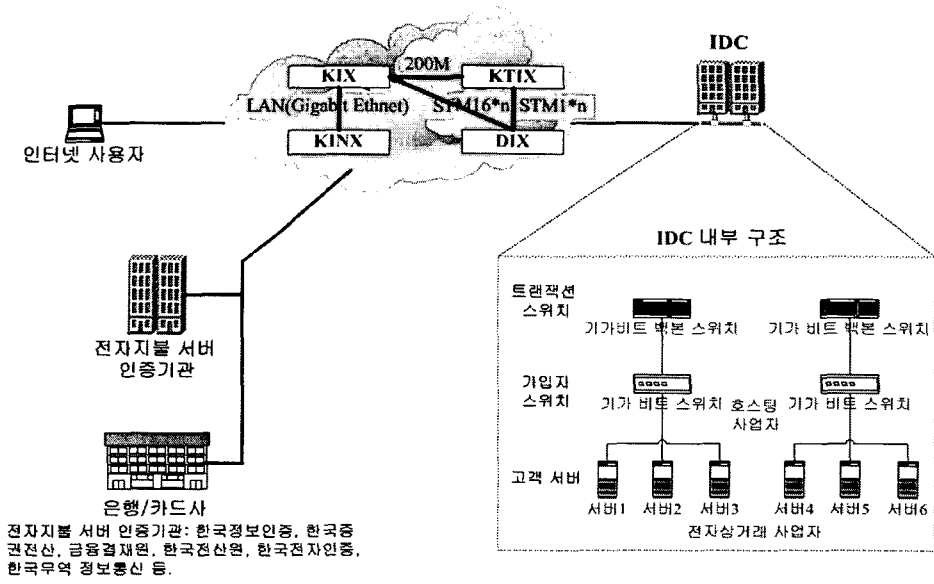 IDC
KIX
200M
KTIX
LAN(Gigabit Ethnet)
STM16*n
STM1*n
KINX
DIX
인터넷 사용자
IDC 내부 구조
트랜잭션
스위치
기가비트 백본 스위치
기가 비트 백본 스위치
전자지불 서버
인증기관
가입자
스위치
기가 비트 스위치
호스팅
사업자
기가 비트 스위치
고객 서버
서버1
서버2
서버3
서버4
서버5
서버6
전자상거래 사업자
은행/카드사
전자지불 서버 인증기관: 한국정보인증, 한국증
권전산, 금융결재원, 한국전산원, 한국전자인증,
한국무역 정보통신 등.